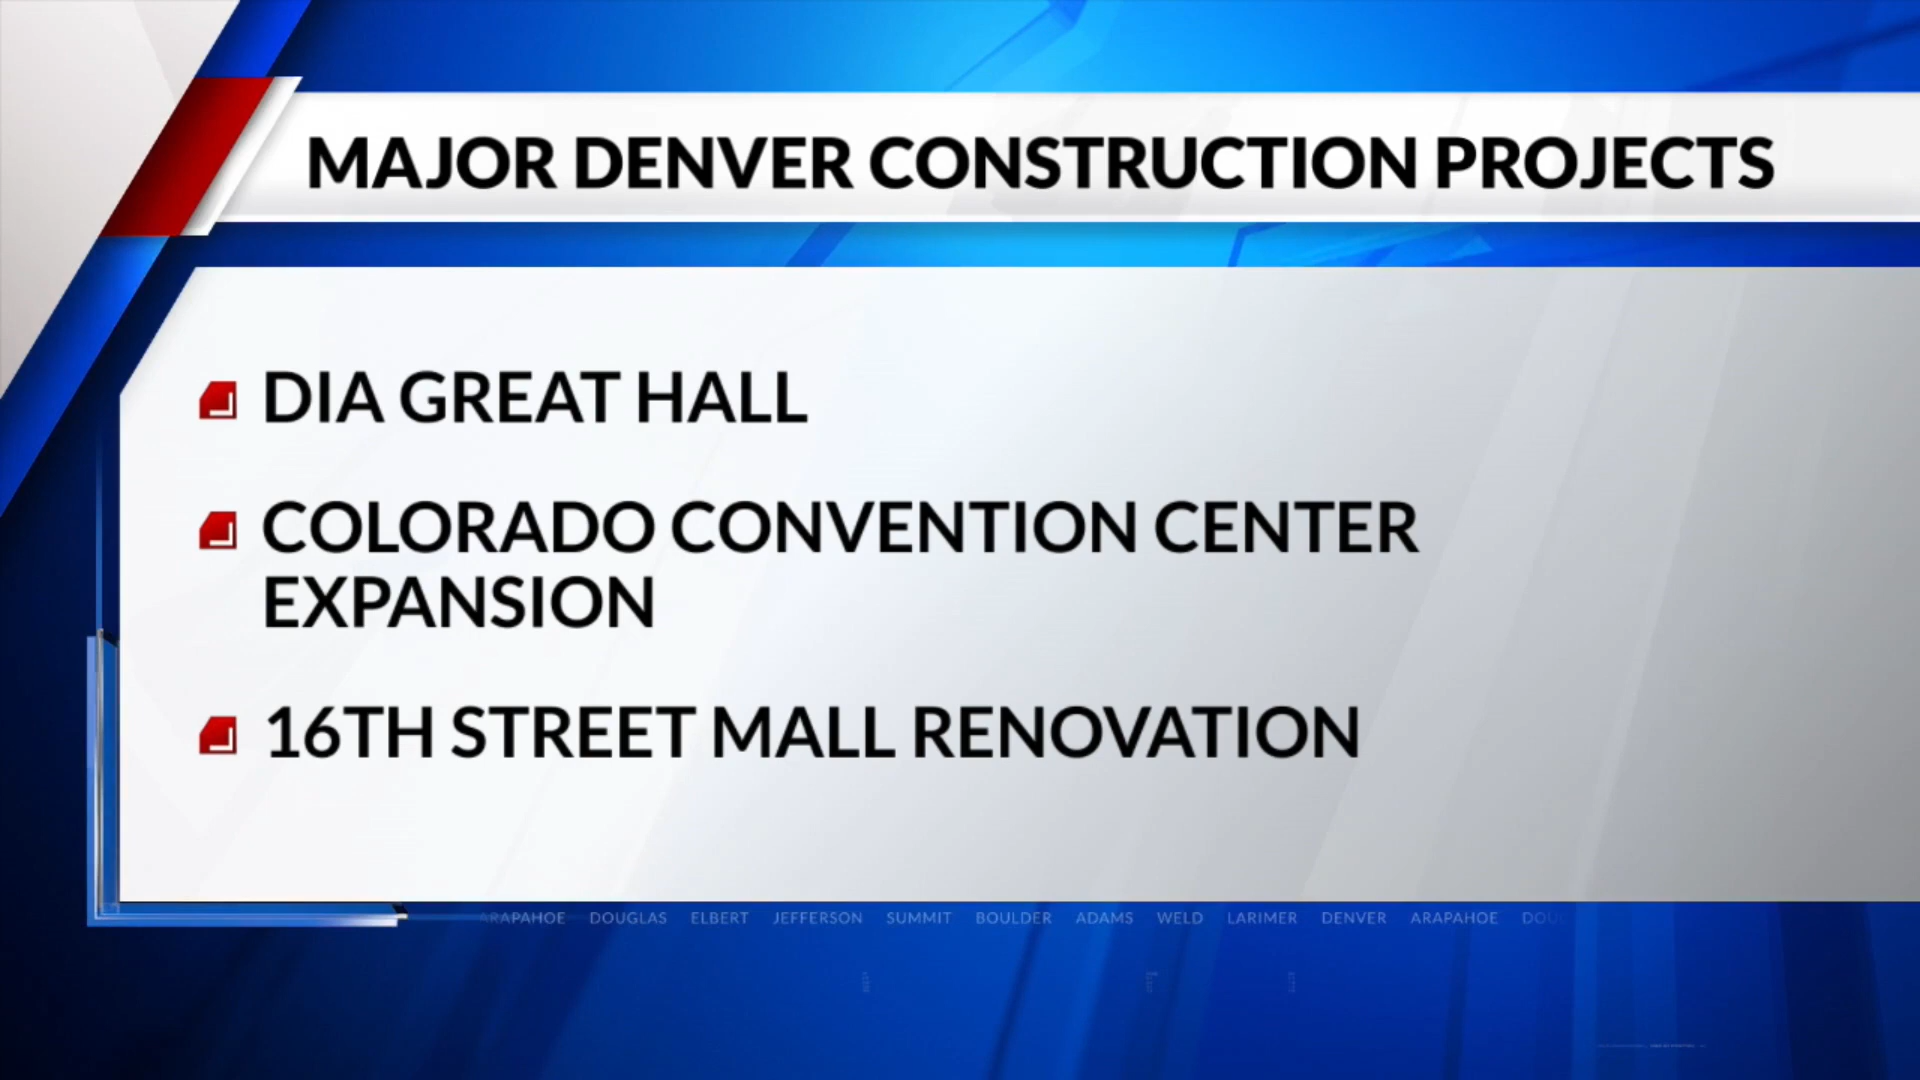 MAJOR DENVER CONSTRUCTION PROJECTS
DIA GREAT HALL
COLORADO CONVENTION CENTER
EXPANSION
16TH STREET MALL RENOVATION
ARAPAHOE DOUGLAS ELBERT JEFFERSON SUMMIT BOULDER ADAMS WELD LARIMER DENVER ARAPAHOE